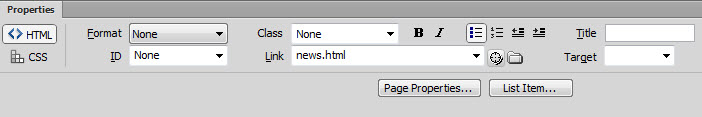 Properties
HTML Format None Class None B I Title
CSS ID None Link news.html Target
Page Properties... List Item...